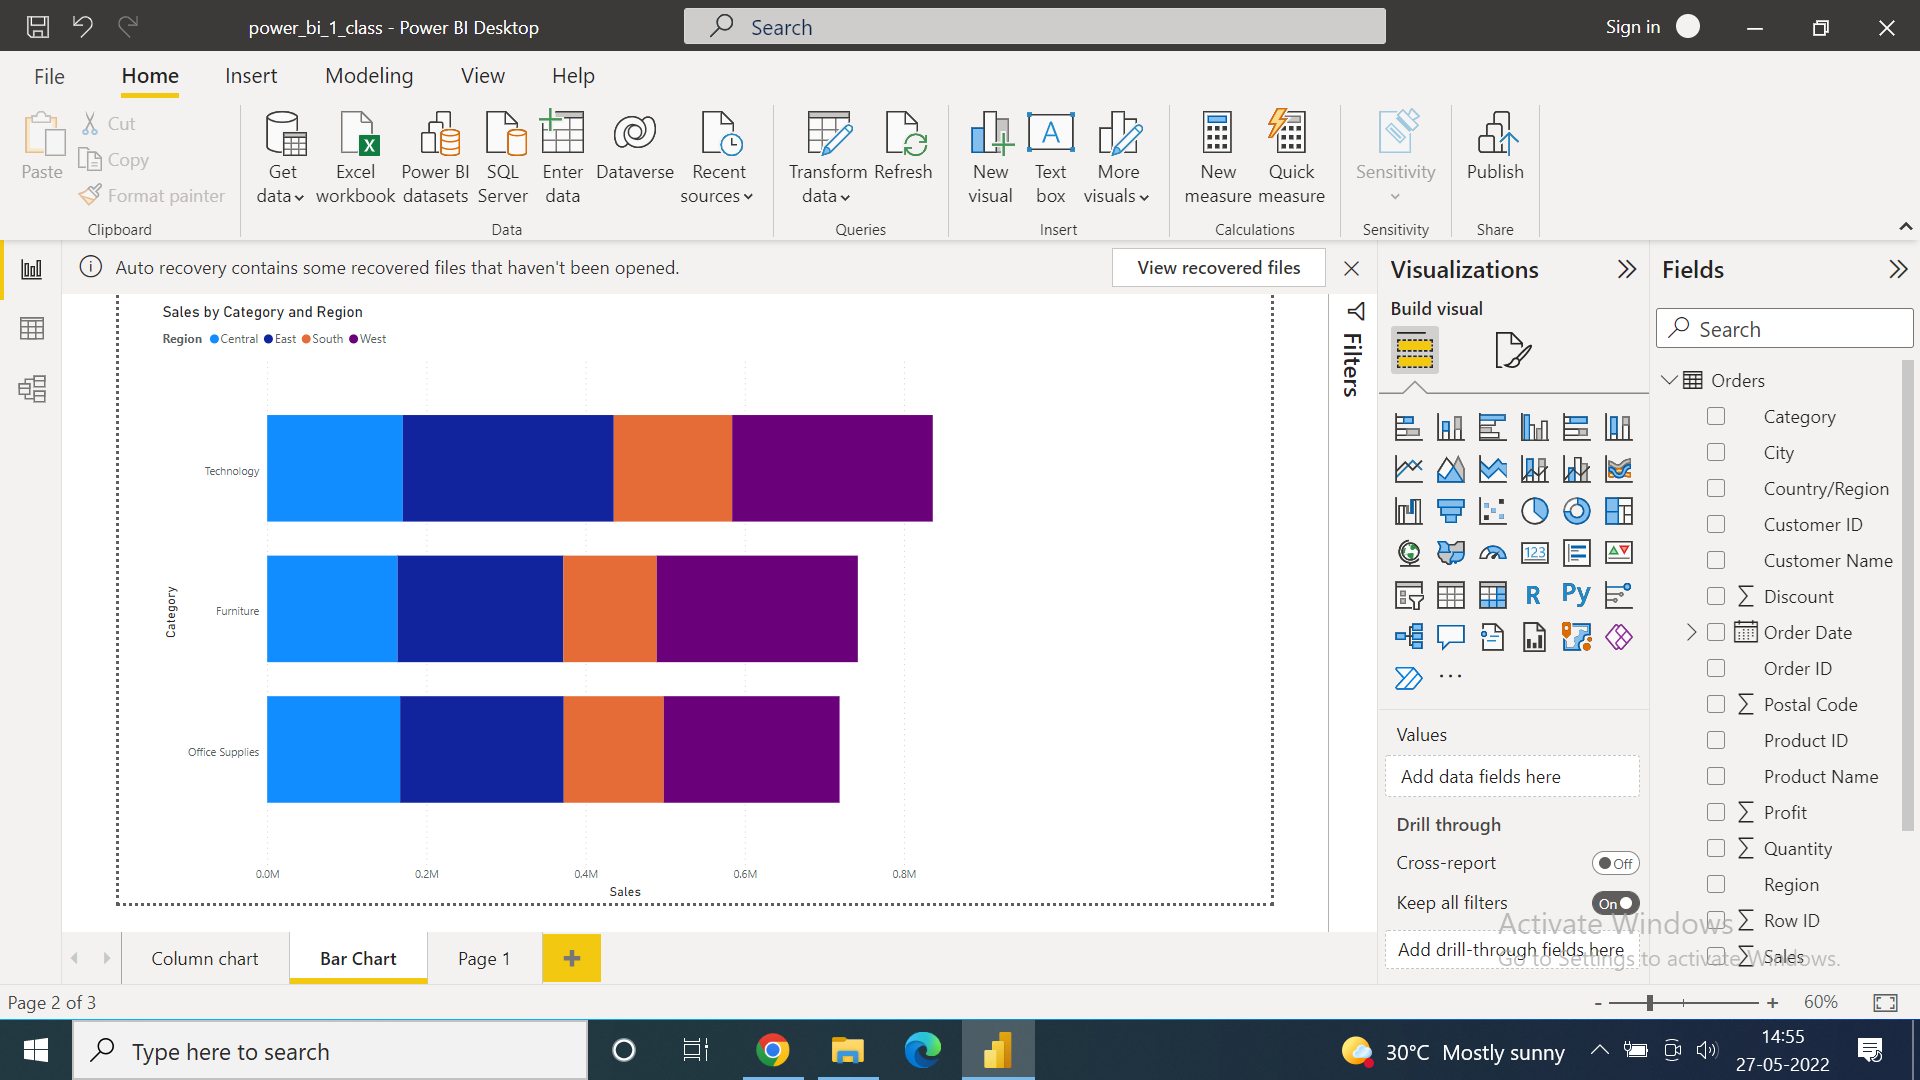 power_bi_1_class - Power BI Desktop
Search
Sign in
File
Home
Insert
Modeling
View
Help
Paste
Cut
Copy
Format painter
Clipboard
Get data
Excel workbook
Power BI datasets
SQL Server
Enter data
Dataverse
Recent sources
Data
Transform data
Refresh
Queries
New visual
A
Text box
More visuals
Insert
New measure
Quick measure
Calculations
Sensitivity
Sensitivity
Publish
Share
Auto recovery contains some recovered files that haven't been opened.
View recovered files
Sales by Category and Region
Region Central East South West
Technology
Furniture
Office Supplies
Category
0.0M 0.2M 0.4M 0.6M 0.8M
Sales
Filters
Visualizations
Build visual
123
R
Py
...
Values
Add data fields here
Drill through
Cross-report
Off
Keep all filters
On
Add drill-through fields here
Fields
Search
Orders
Category
City
Country/Region
Customer ID
Customer Name
Σ Discount
Order Date
Order ID
Σ Postal Code
Product ID
Product Name
Σ Profit
Σ Quantity
Region
Σ Row ID
Σ Sales
Activate Windows
Go to Settings to activate Windows.
Column chart
Bar Chart
Page 1
+
Page 2 of 3
- + 60%
Type here to search
30°C Mostly sunny
14:55
27-05-2022